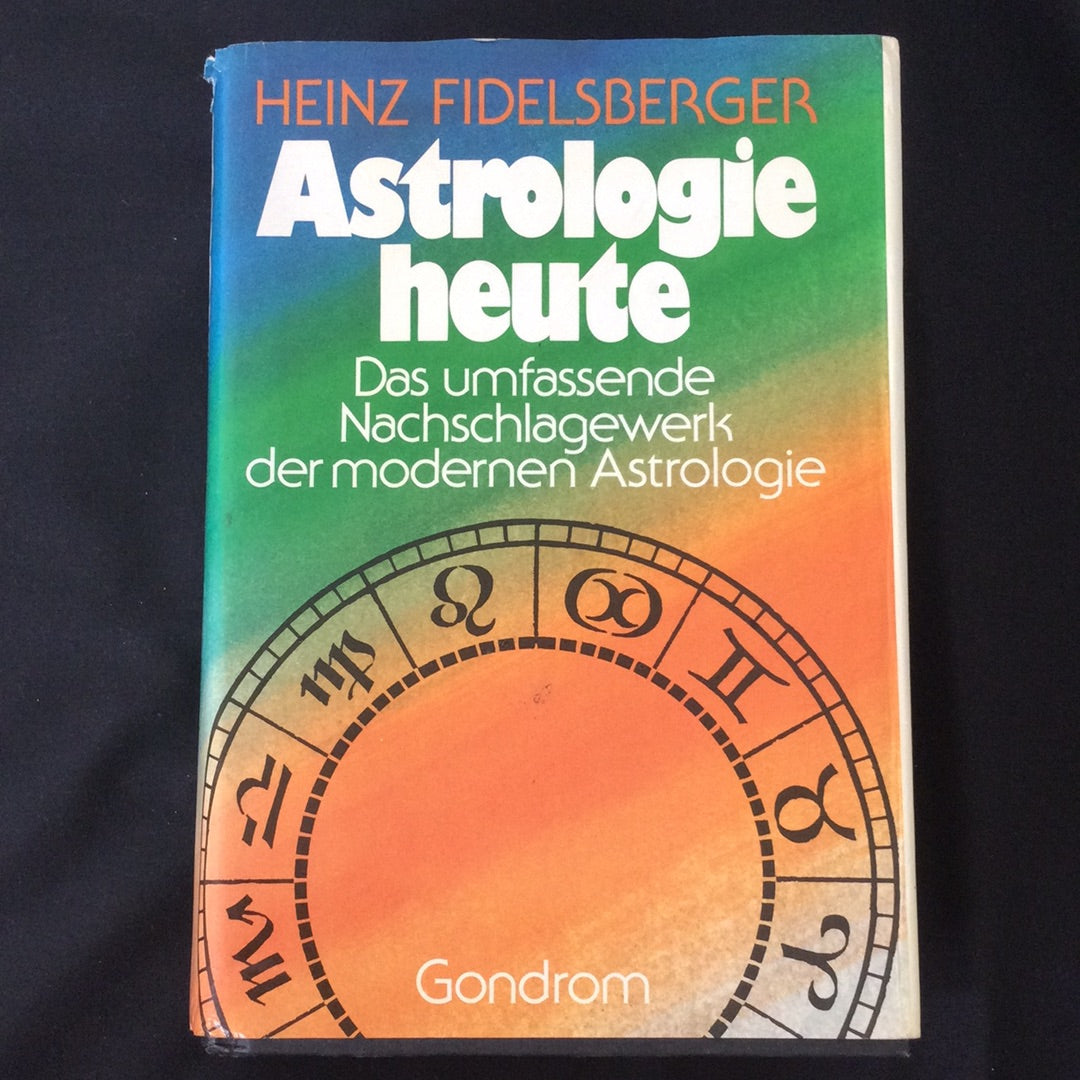 HEINZ FIDELSBERGER
Astrologie
heute
Das umfassende
Nachschlagewerk
der modernen Astrologie
Gondrom